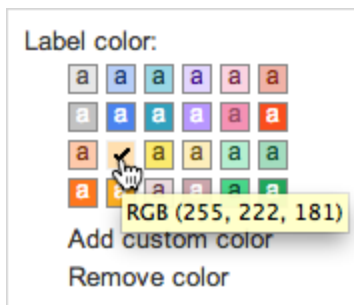 Label color:
a a a a a a
a a a a a a
a a a a a
a a a a a
RGB (255, 222, 181)
Add custom color
Remove color